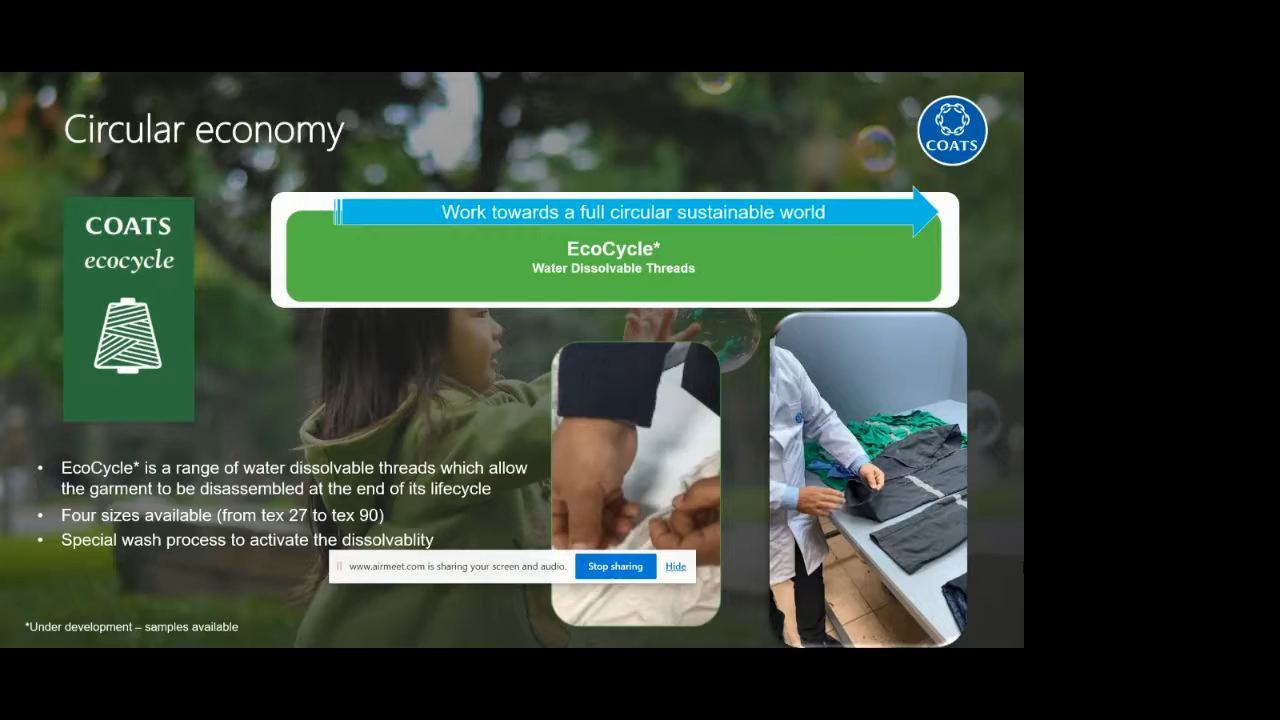 Circular economy
COATS
COATS
ecocycle
Work towards a full circular sustainable world
EcoCycle*
Water Dissolvable Threads
• EcoCycle* is a range of water dissolvable threads which allow
the garment to be disassembled at the end of its lifecycle
• Four sizes available (from tex 27 to tex 90)
• Special wash process to activate the dissolvablity
www.airmeet.com is sharing your screen and audio.
Stop sharing
Hide
*Under development – samples available